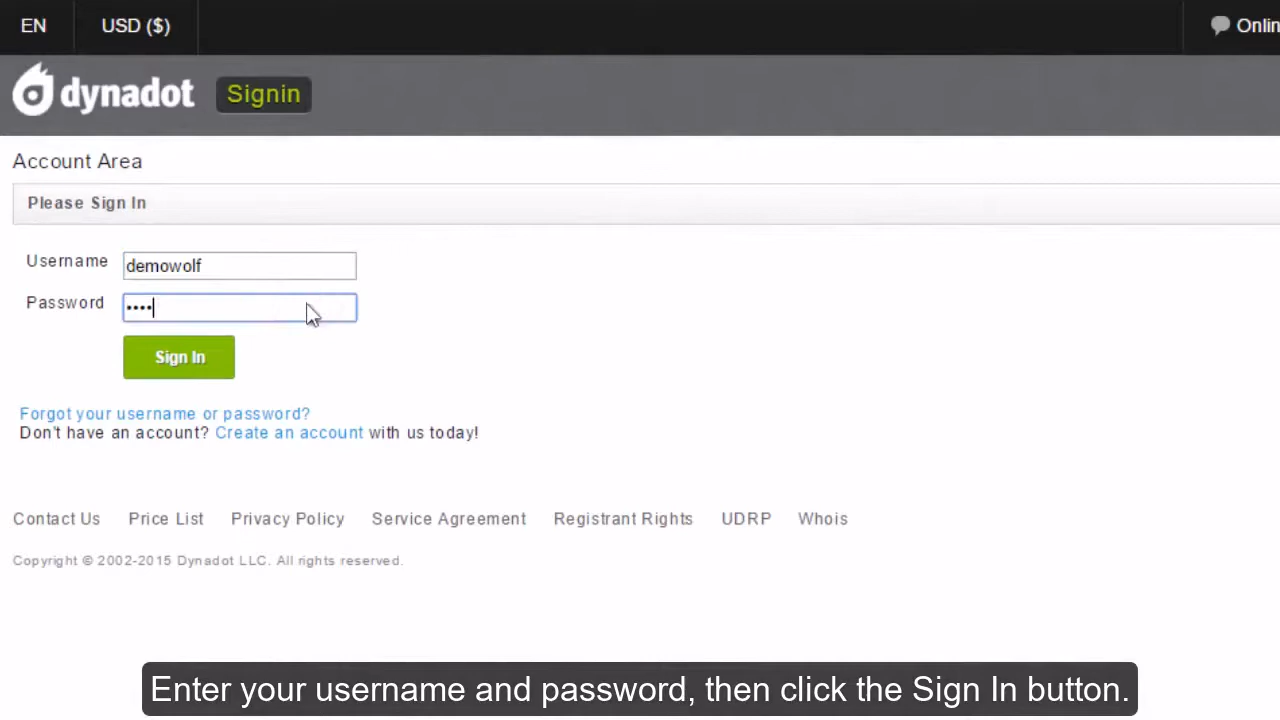 EN USD ($)
dynadot Signin
Account Area
Please Sign In
Username demowolf
Password ••••
Sign In
Forgot your username or password?
Don't have an account? Create an account with us today!
Contact Us Price List Privacy Policy Service Agreement Registrant Rights UDRP Whois
Copyright © 2002-2015 Dynadot LLC. All rights reserved.
Enter your username and password, then click the Sign In button.